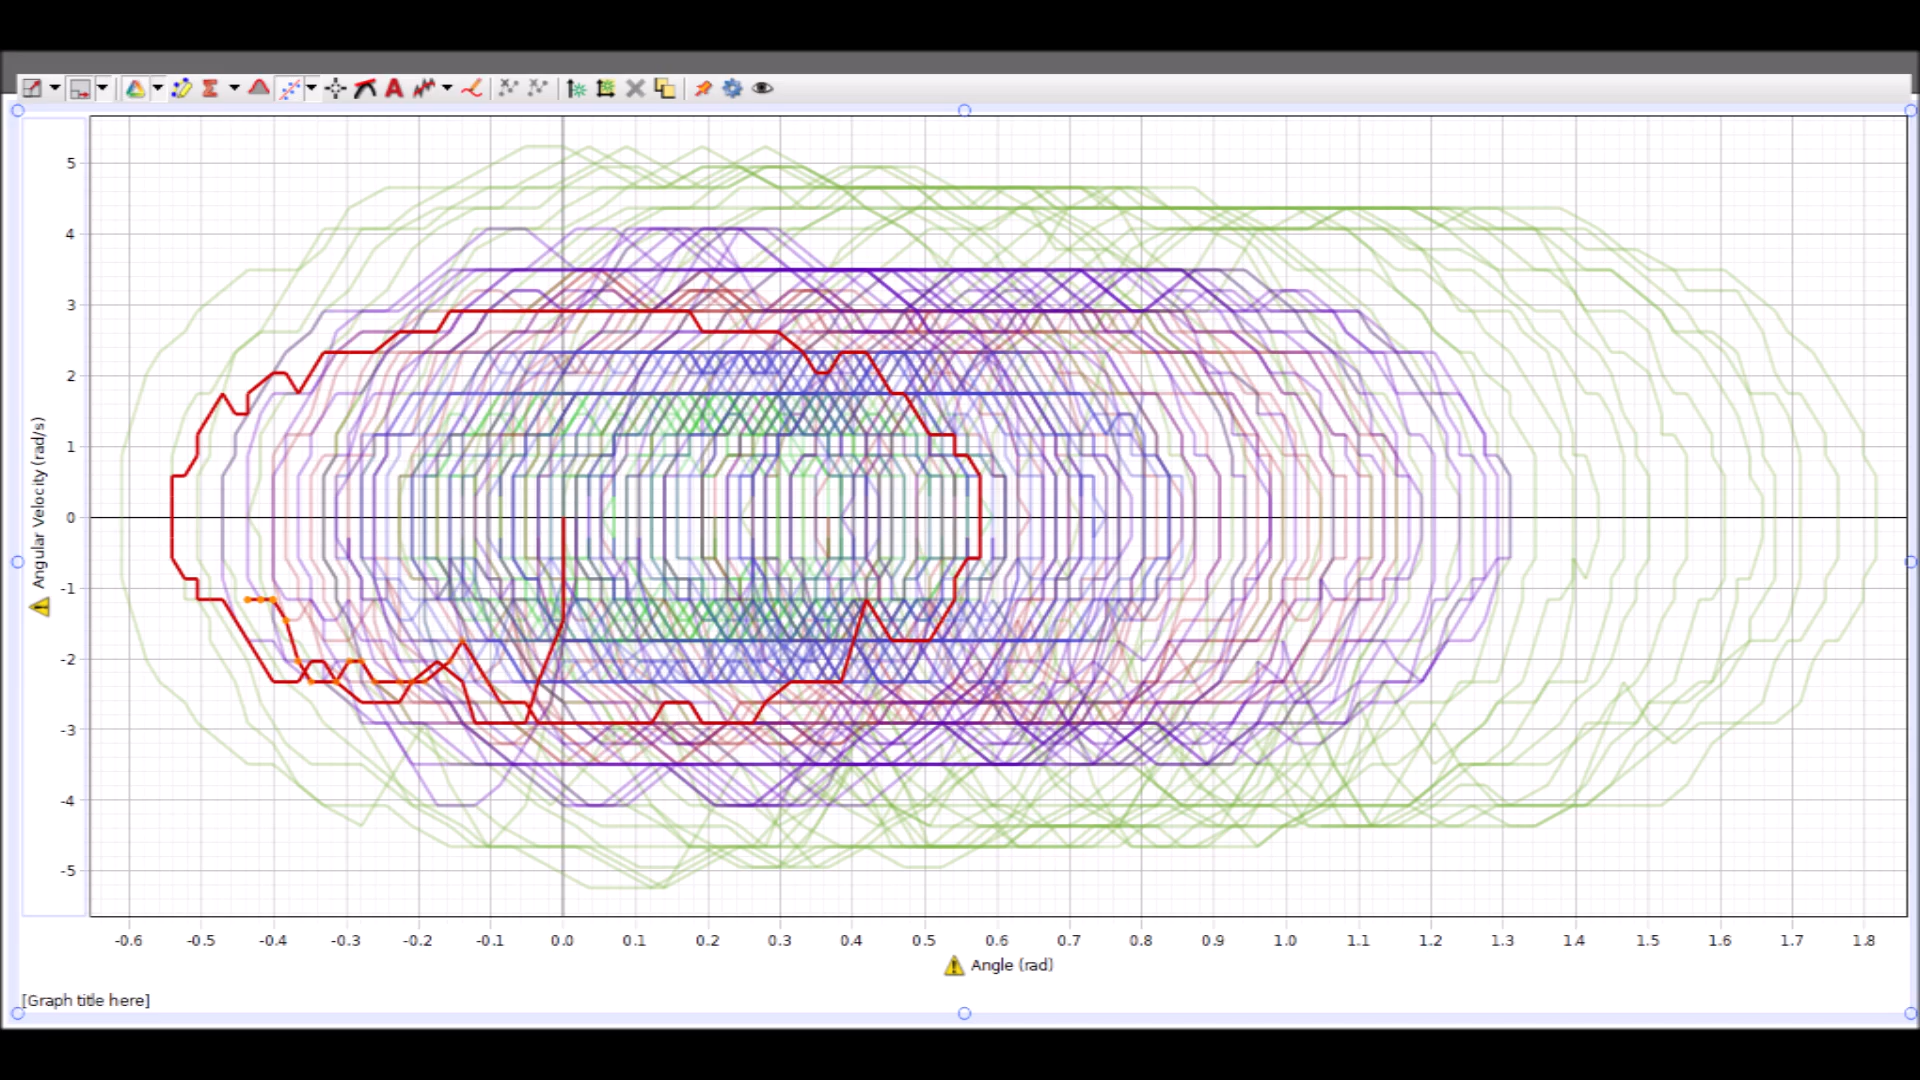 5
4
3
2
1
0
-1
-2
-3
-4
-5
Angular Velocity (rad/s)
-0.6 -0.5 -0.4 -0.3 -0.2 -0.1 0.0 0.1 0.2 0.3 0.4 0.5 0.6 0.7 0.8 0.9 1.0 1.1 1.2 1.3 1.4 1.5 1.6 1.7 1.8
Angle (rad)
[Graph title here]